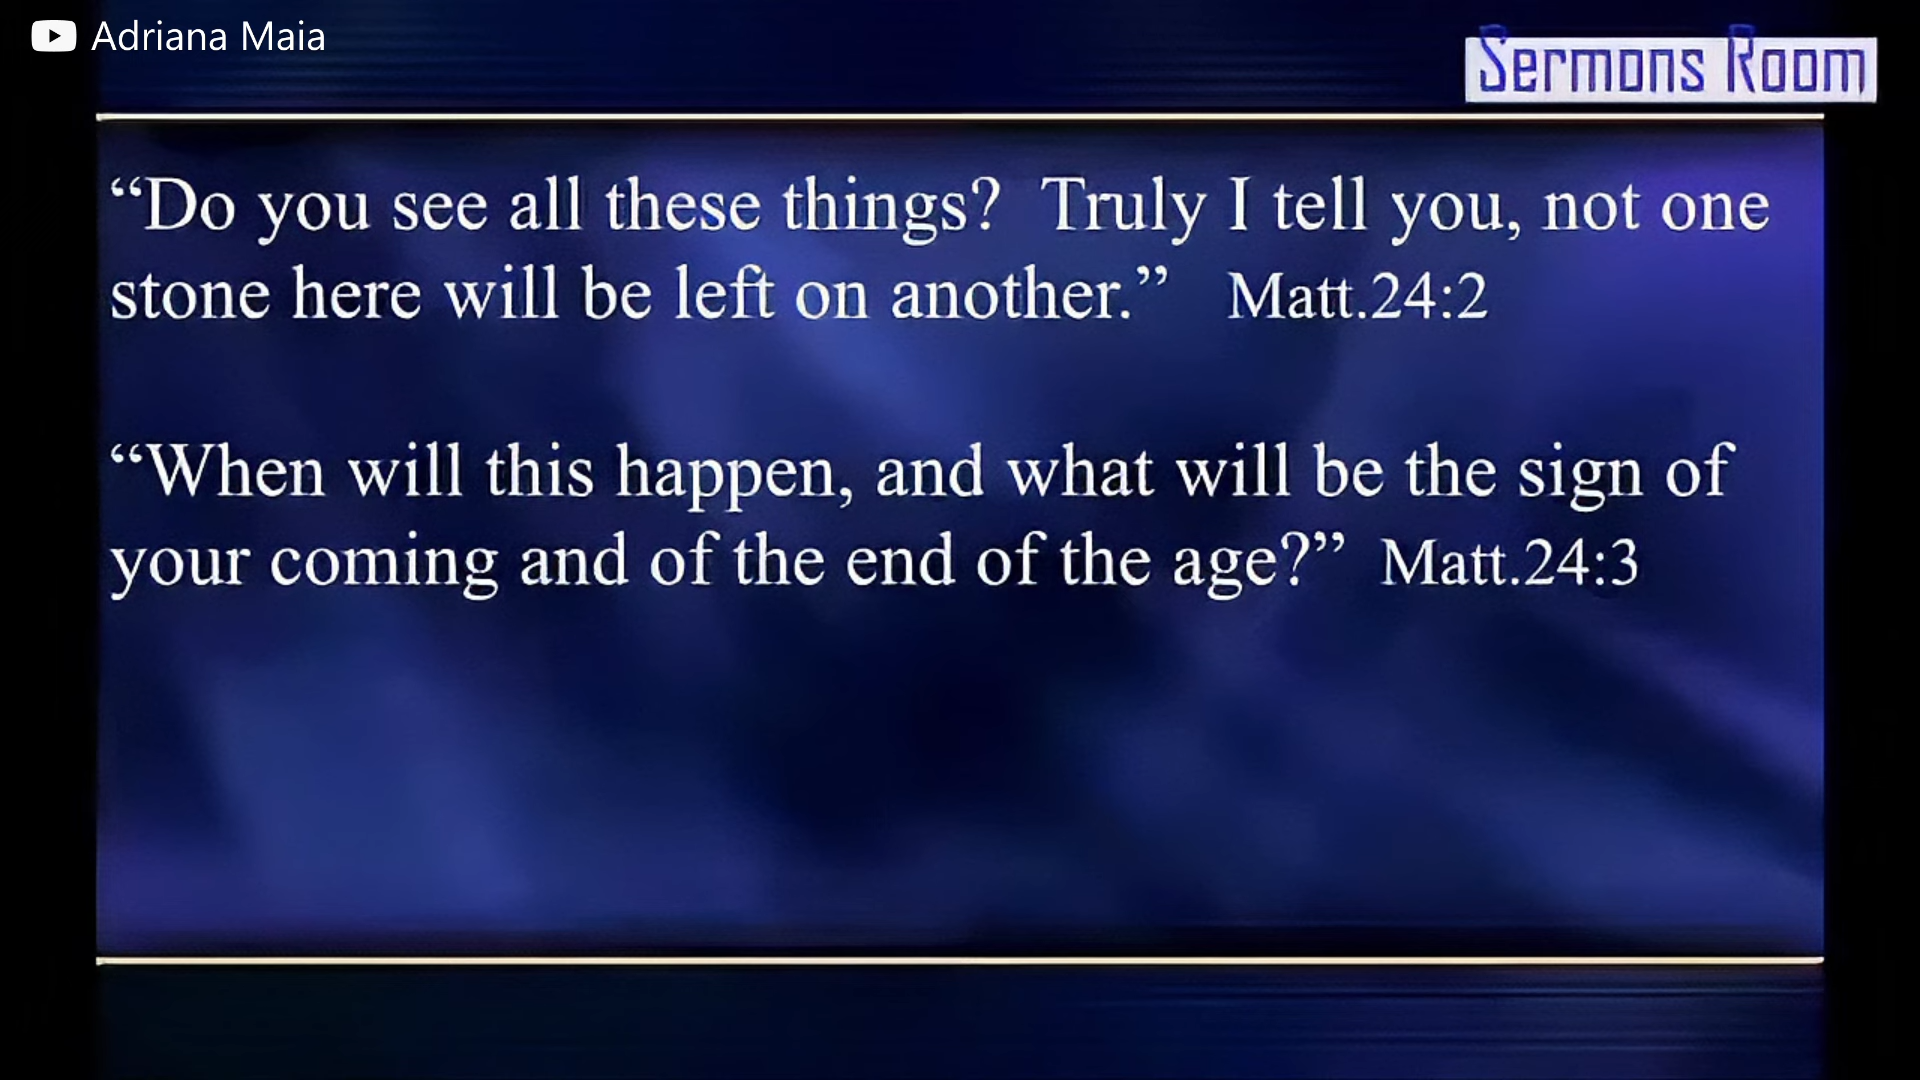 Adriana Maia
Sermons Room
“Do you see all these things? Truly I tell you, not one
stone here will be left on another.” Matt.24:2
“When will this happen, and what will be the sign of
your coming and of the end of the age?” Matt.24:3